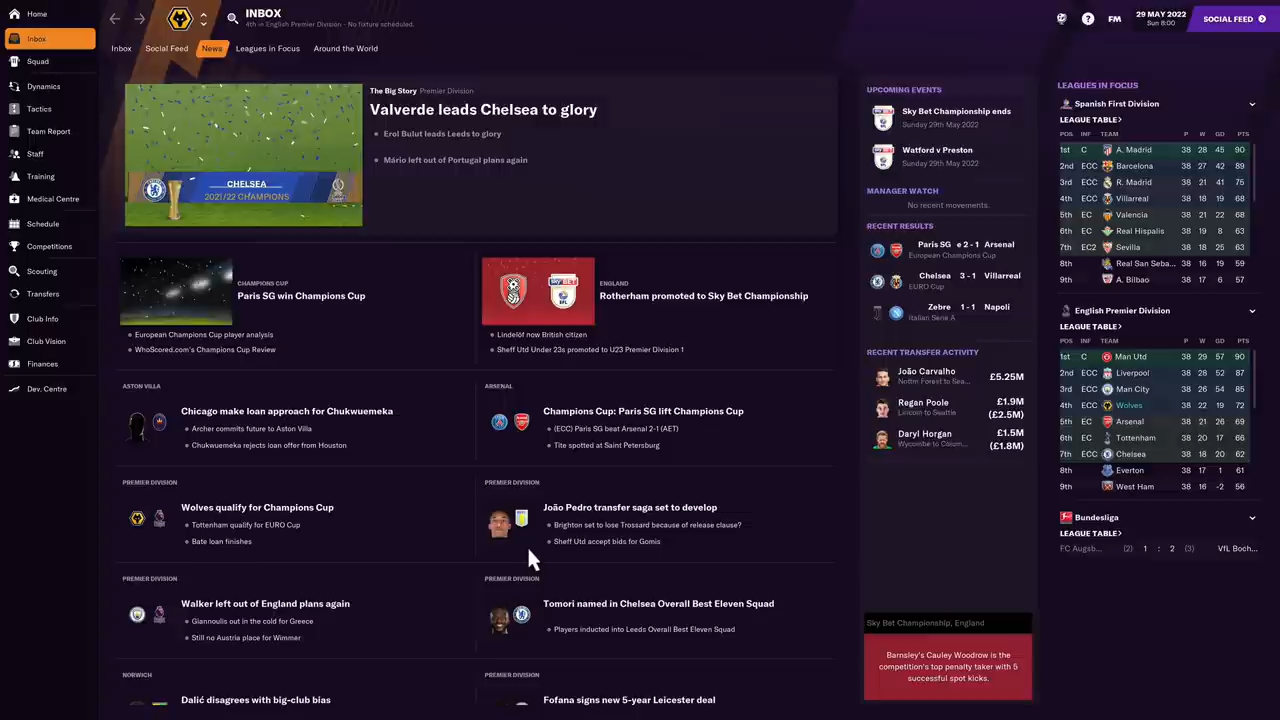 Home
Inbox
Squad
Dynamics
Tactics
Team Report
Staff
Training
Medical Centre
Schedule
Competitions
Scouting
Transfers
Club Info
Club Vision
Finances
Dev. Centre
INBOX
4th in English Premier Division - No fixture scheduled.
FM
29 MAY 2022
Sun 6:00
SOCIAL FEED
Inbox Social Feed News Leagues in Focus Around the World
The Big Story Premier Division
Valverde leads Chelsea to glory
Erol Bulut leads Leeds to glory
Mário left out of Portugal plans again
CHELSEA
2021/22 CHAMPIONS
CHAMPIONS CUP
Paris SG win Champions Cup
European Champions Cup player analysis
WhoScored.com's Champions Cup Review
ENGLAND
Rotherham promoted to Sky Bet Championship
Lindelöf now British citizen
Sheff Utd Under 23s promoted to U23 Premier Division 1
ASTON VILLA
Chicago make loan approach for Chukwuemeka
Archer commits future to Aston Villa
Chukwuemeka rejects loan offer from Houston
ARSENAL
Champions Cup: Paris SG lift Champions Cup
(ECC) Paris SG beat Arsenal 2-1 (AET)
Tite spotted at Saint Petersburg
PREMIER DIVISION
Wolves qualify for Champions Cup
Tottenham qualify for EURO Cup
Bate loan finishes
PREMIER DIVISION
João Pedro transfer saga set to develop
Brighton set to lose Trossard because of release clause?
Sheff Utd accept bids for Gomis
PREMIER DIVISION
Walker left out of England plans again
Giannoulis out in the cold for Greece
Still no Austria place for Wimmer
PREMIER DIVISION
Tomori named in Chelsea Overall Best Eleven Squad
Players inducted into Leeds Overall Best Eleven Squad
NORWICH
Dalić disagrees with big-club bias
PREMIER DIVISION
Fofana signs new 5-year Leicester deal
UPCOMING EVENTS
Sky Bet Championship ends
Sunday 29th May 2022
Watford v Preston
Sunday 29th May 2022
MANAGER WATCH
No recent movements.
RECENT RESULTS
Paris SG e 2 - 1 Arsenal
European Champions Cup
Chelsea 3 - 1 Villarreal
EURO Cup
Zebre 1 - 1 Napoli
Italian Serie A
RECENT TRANSFER ACTIVITY
João Carvalho £5.25M
Nottm Forest to Sea...
Regan Poole £1.9M
Lincoln to Seattle (£2.5M)
Daryl Horgan £1.5M
Wycombe to Colum... (£1.8M)
Sky Bet Championship, England
Barnsley's Cauley Woodrow is the
competition's top penalty taker with 5
successful spot kicks.
LEAGUES IN FOCUS
Spanish First Division
LEAGUE TABLE>
POS INF TEAM P W GD PTS
1st C A. Madrid 38 28 45 90
2nd ECC Barcelona 38 27 42 89
3rd ECC R. Madrid 38 21 41 75
4th ECC Villarreal 38 18 19 68
5th EC Valencia 38 21 22 68
6th EC Real Hispalis 38 19 8 63
7th EC2 Sevilla 38 18 25 63
8th Real San Seba... 38 16 19 59
9th A. Bilbao 38 17 6 57
English Premier Division
LEAGUE TABLE>
POS INF TEAM P W GD PTS
1st C Man Utd 38 29 57 90
2nd ECC Liverpool 38 28 52 87
3rd ECC Man City 38 26 54 85
4th ECC Wolves 38 22 19 72
5th EC Arsenal 38 21 26 69
6th EC Tottenham 38 20 17 66
7th ECC Chelsea 38 18 20 62
8th Everton 38 17 1 61
9th West Ham 38 16 -2 56
Bundesliga
LEAGUE TABLE>
FC Augsb... (2) 1 : 2 (3) VfL Boch...